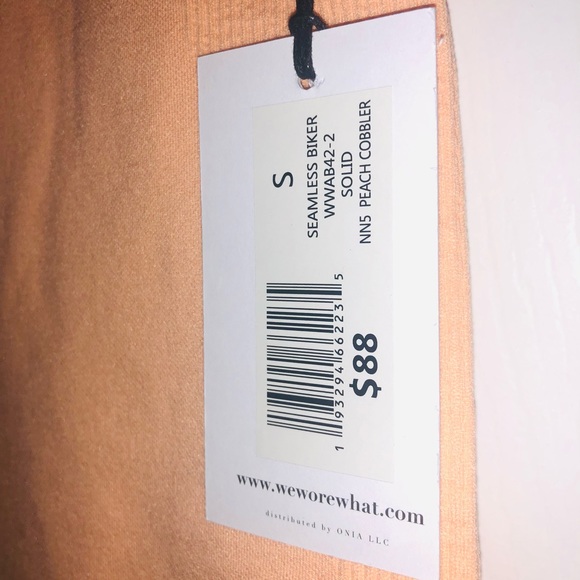 S
SEAMLESS BIKER
WWAB42-2
SOLID
NN5 PEACH COBBLER
1 93294 66223 5
$88
www.weworewhat.com
distributed by ONIA LLC